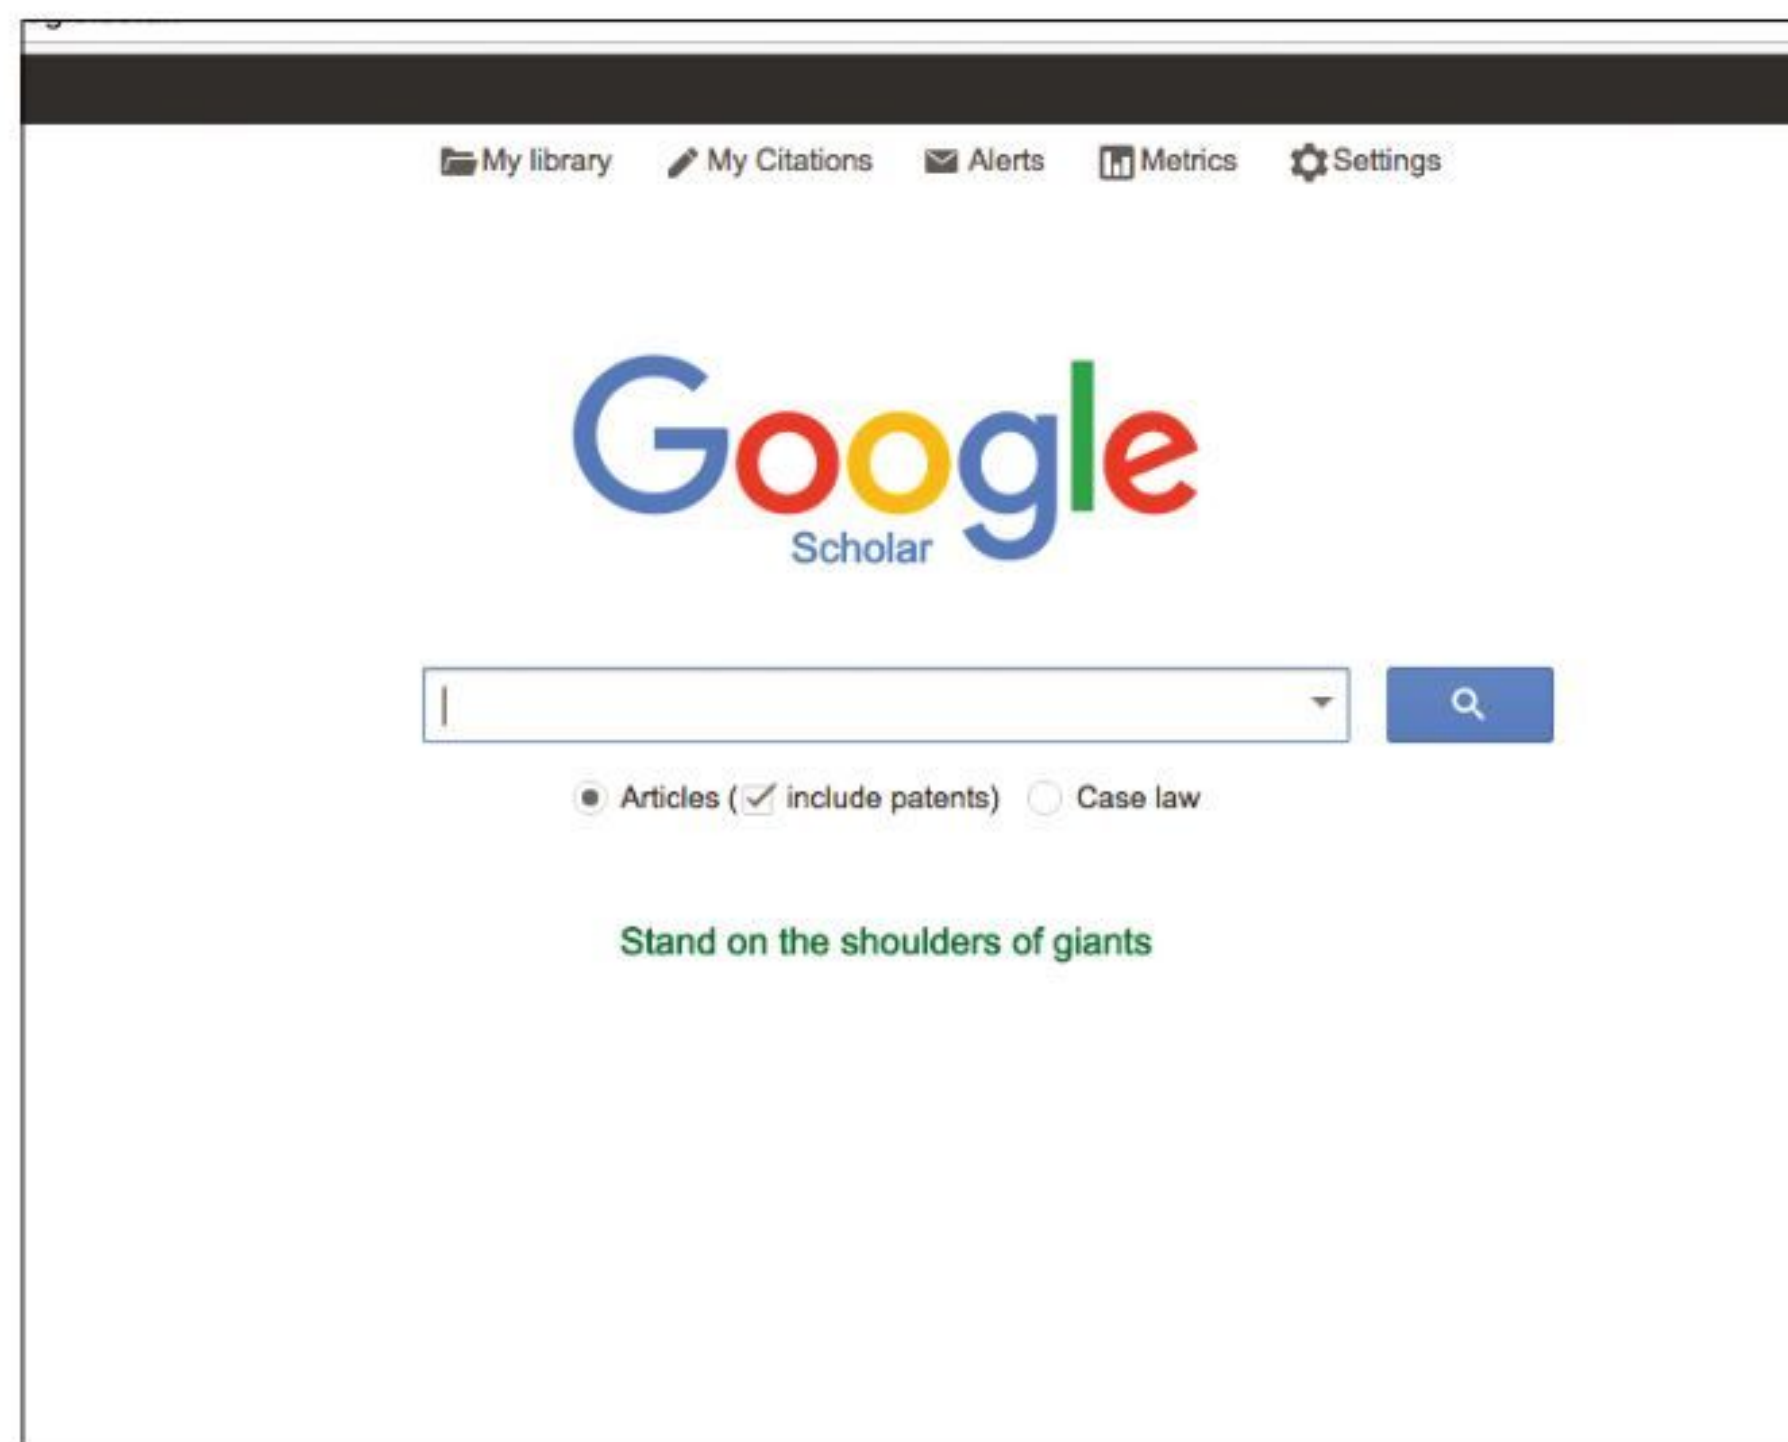 My library My Citations Alerts Metrics Settings
Google
Scholar
Articles ( include patents) Case law
Stand on the shoulders of giants